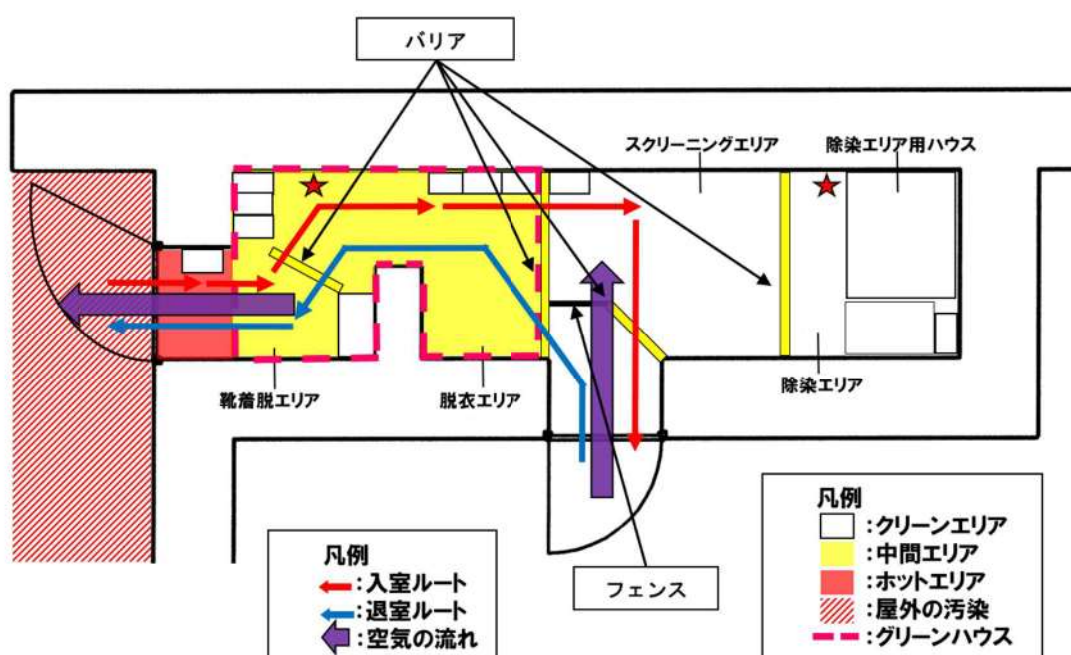 バリア
スクリーニングエリア
除染エリア用ハウス
靴着脱エリア
脱衣エリア
除染エリア
フェンス
凡例
:入室ルート
:退室ルート
:空気の流れ
凡例
:クリーンエリア
:中間エリア
:ホットエリア
:屋外の汚染
:グリーンハウス